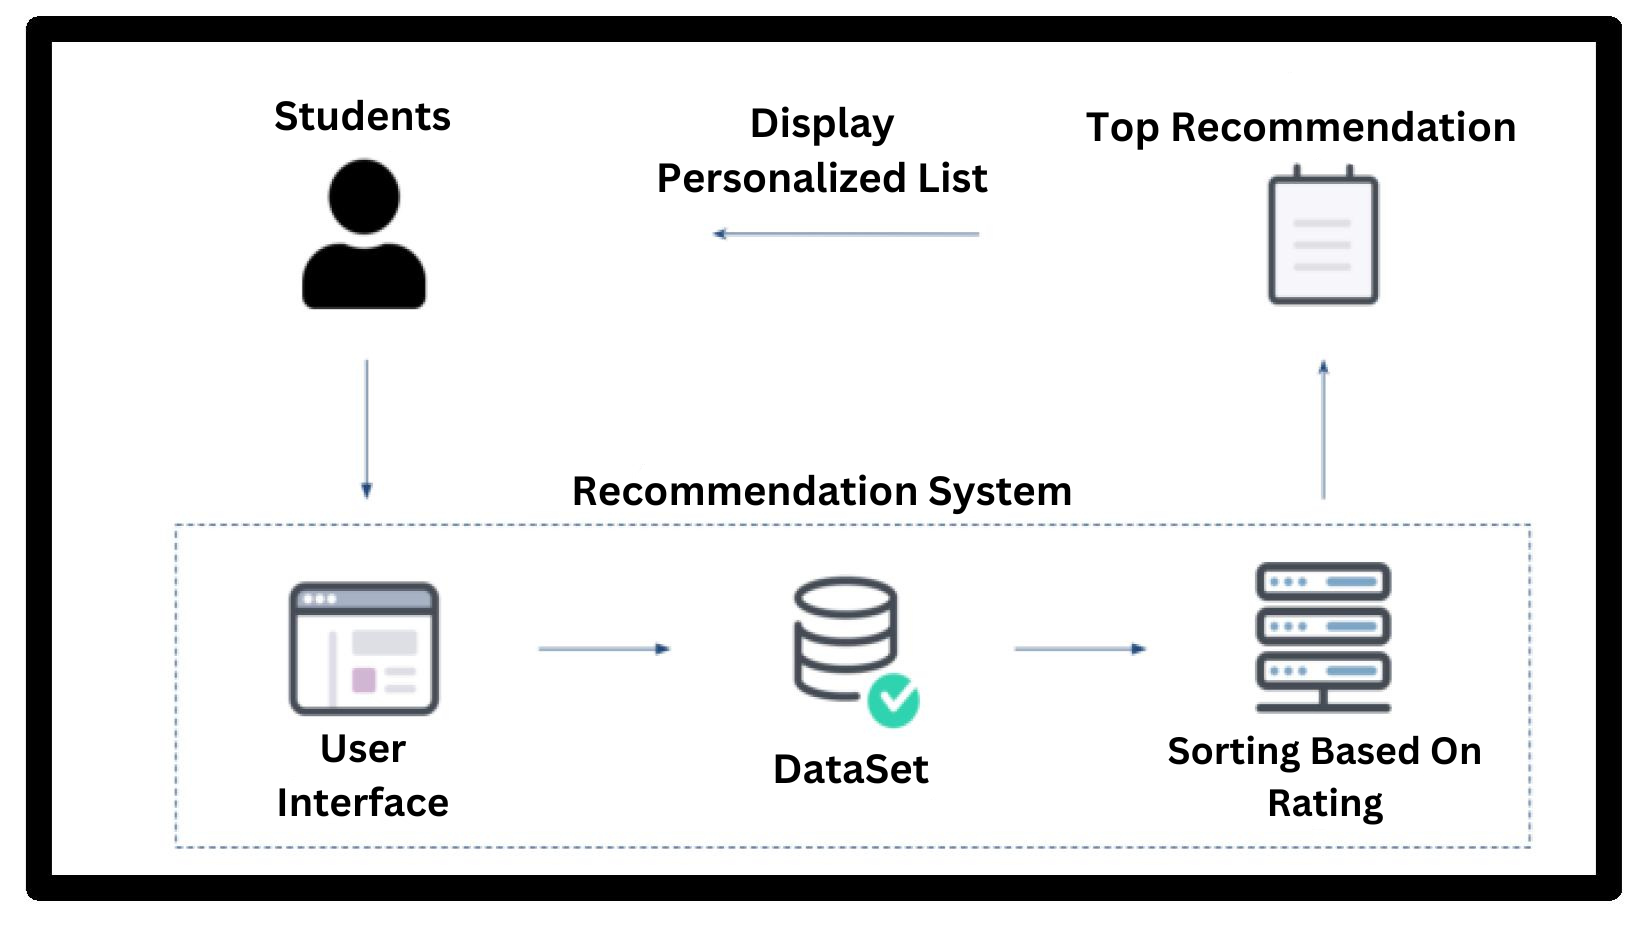 Students
Display
Personalized List
Top Recommendation
Recommendation System
User
Interface
DataSet
Sorting Based On
Rating